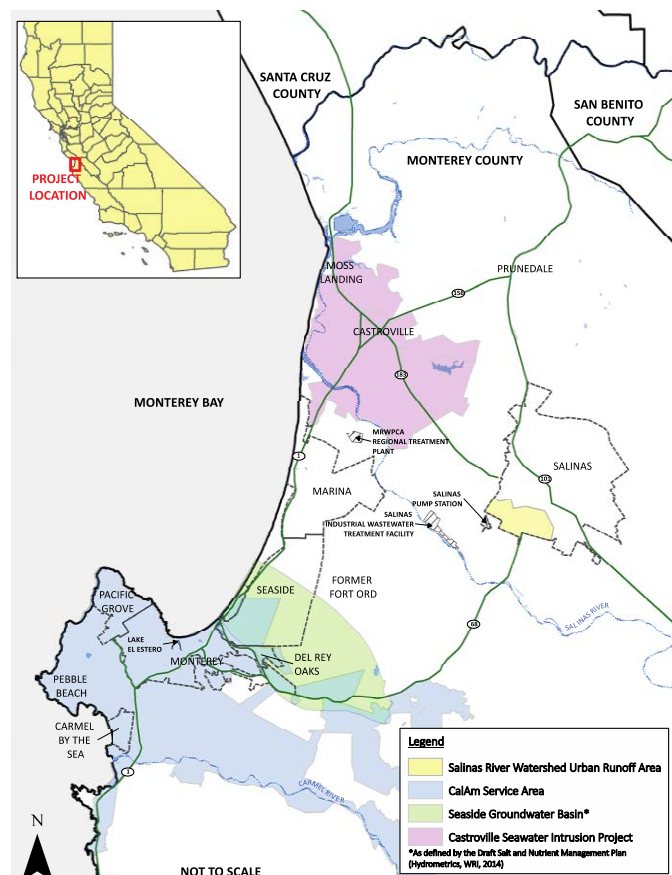 SANTA CRUZ
COUNTY
SAN BENITO
COUNTY
MONTEREY COUNTY
PROJECT
LOCATION
MOSS
LANDING
PRUNEDALE
156
CASTROVILLE
183
MONTEREY BAY
MRWPCA
REGIONAL TREATMENT
PLANT
1
SALINAS
101
MARINA
SALINAS
PUMP STATION
SALINAS
INDUSTRIAL WASTEWATER
TREATMENT FACILITY
FORMER
FORT ORD
SEASIDE
PACIFIC
GROVE
SALINAS RIVER
68
LAKE
EL ESTERO
MONTEREY
DEL REY
OAKS
PEBBLE
BEACH
CARMEL
BY THE
SEA
1
CARMEL RIVER
Legend
Salinas River Watershed Urban Runoff Area
CalAm Service Area
Seaside Groundwater Basin*
Castroville Seawater Intrusion Project
*As defined by the Draft Salt and Nutrient Management Plan
(Hydrometrics, WRI, 2014)
N
NOT TO SCALE